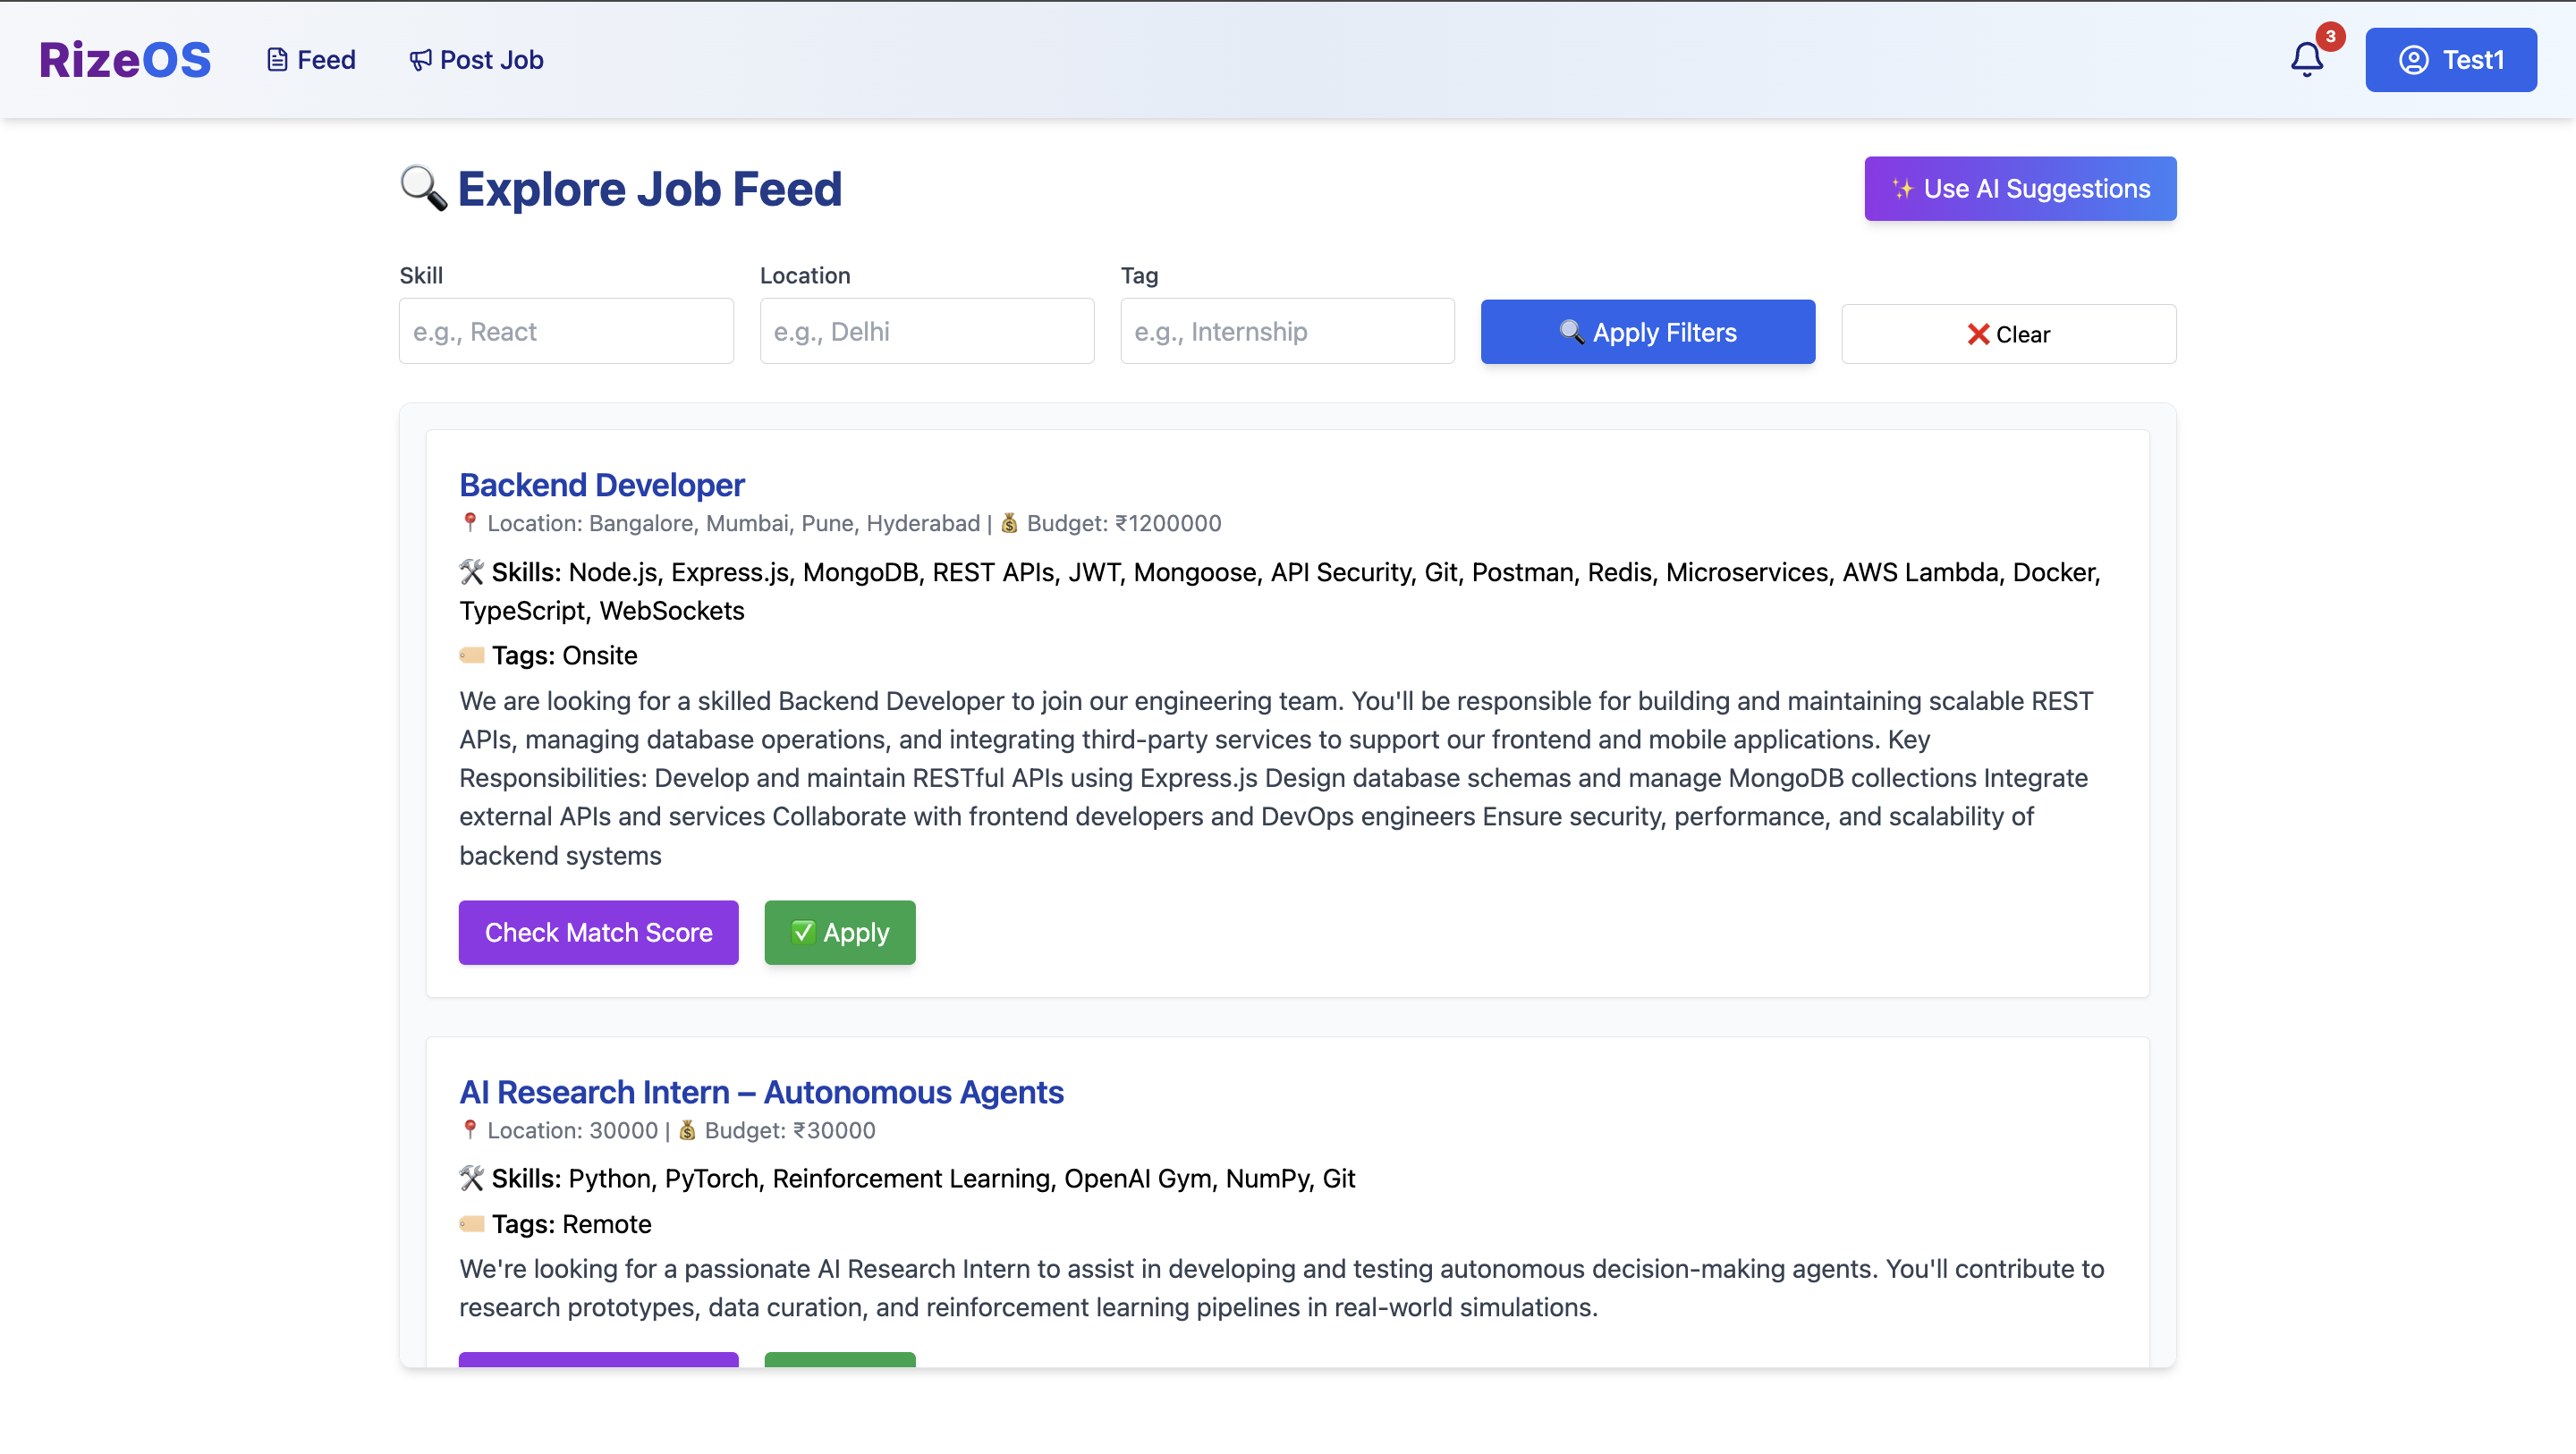 RizeOS
Feed
Post Job
3
Test1
Explore Job Feed
Use AI Suggestions
Skill
Location
Tag
e.g., React
e.g., Delhi
e.g., Internship
Apply Filters
Clear
Backend Developer
Location: Bangalore, Mumbai, Pune, Hyderabad | Budget: ₹1200000
Skills: Node.js, Express.js, MongoDB, REST APIs, JWT, Mongoose, API Security, Git, Postman, Redis, Microservices, AWS Lambda, Docker,
TypeScript, WebSockets
Tags: Onsite
We are looking for a skilled Backend Developer to join our engineering team. You'll be responsible for building and maintaining scalable REST
APIs, managing database operations, and integrating third-party services to support our frontend and mobile applications. Key
Responsibilities: Develop and maintain RESTful APIs using Express.js Design database schemas and manage MongoDB collections Integrate
external APIs and services Collaborate with frontend developers and DevOps engineers Ensure security, performance, and scalability of
backend systems
Check Match Score
Apply
AI Research Intern – Autonomous Agents
Location: 30000 | Budget: ₹30000
Skills: Python, PyTorch, Reinforcement Learning, OpenAI Gym, NumPy, Git
Tags: Remote
We're looking for a passionate AI Research Intern to assist in developing and testing autonomous decision-making agents. You'll contribute to
research prototypes, data curation, and reinforcement learning pipelines in real-world simulations.